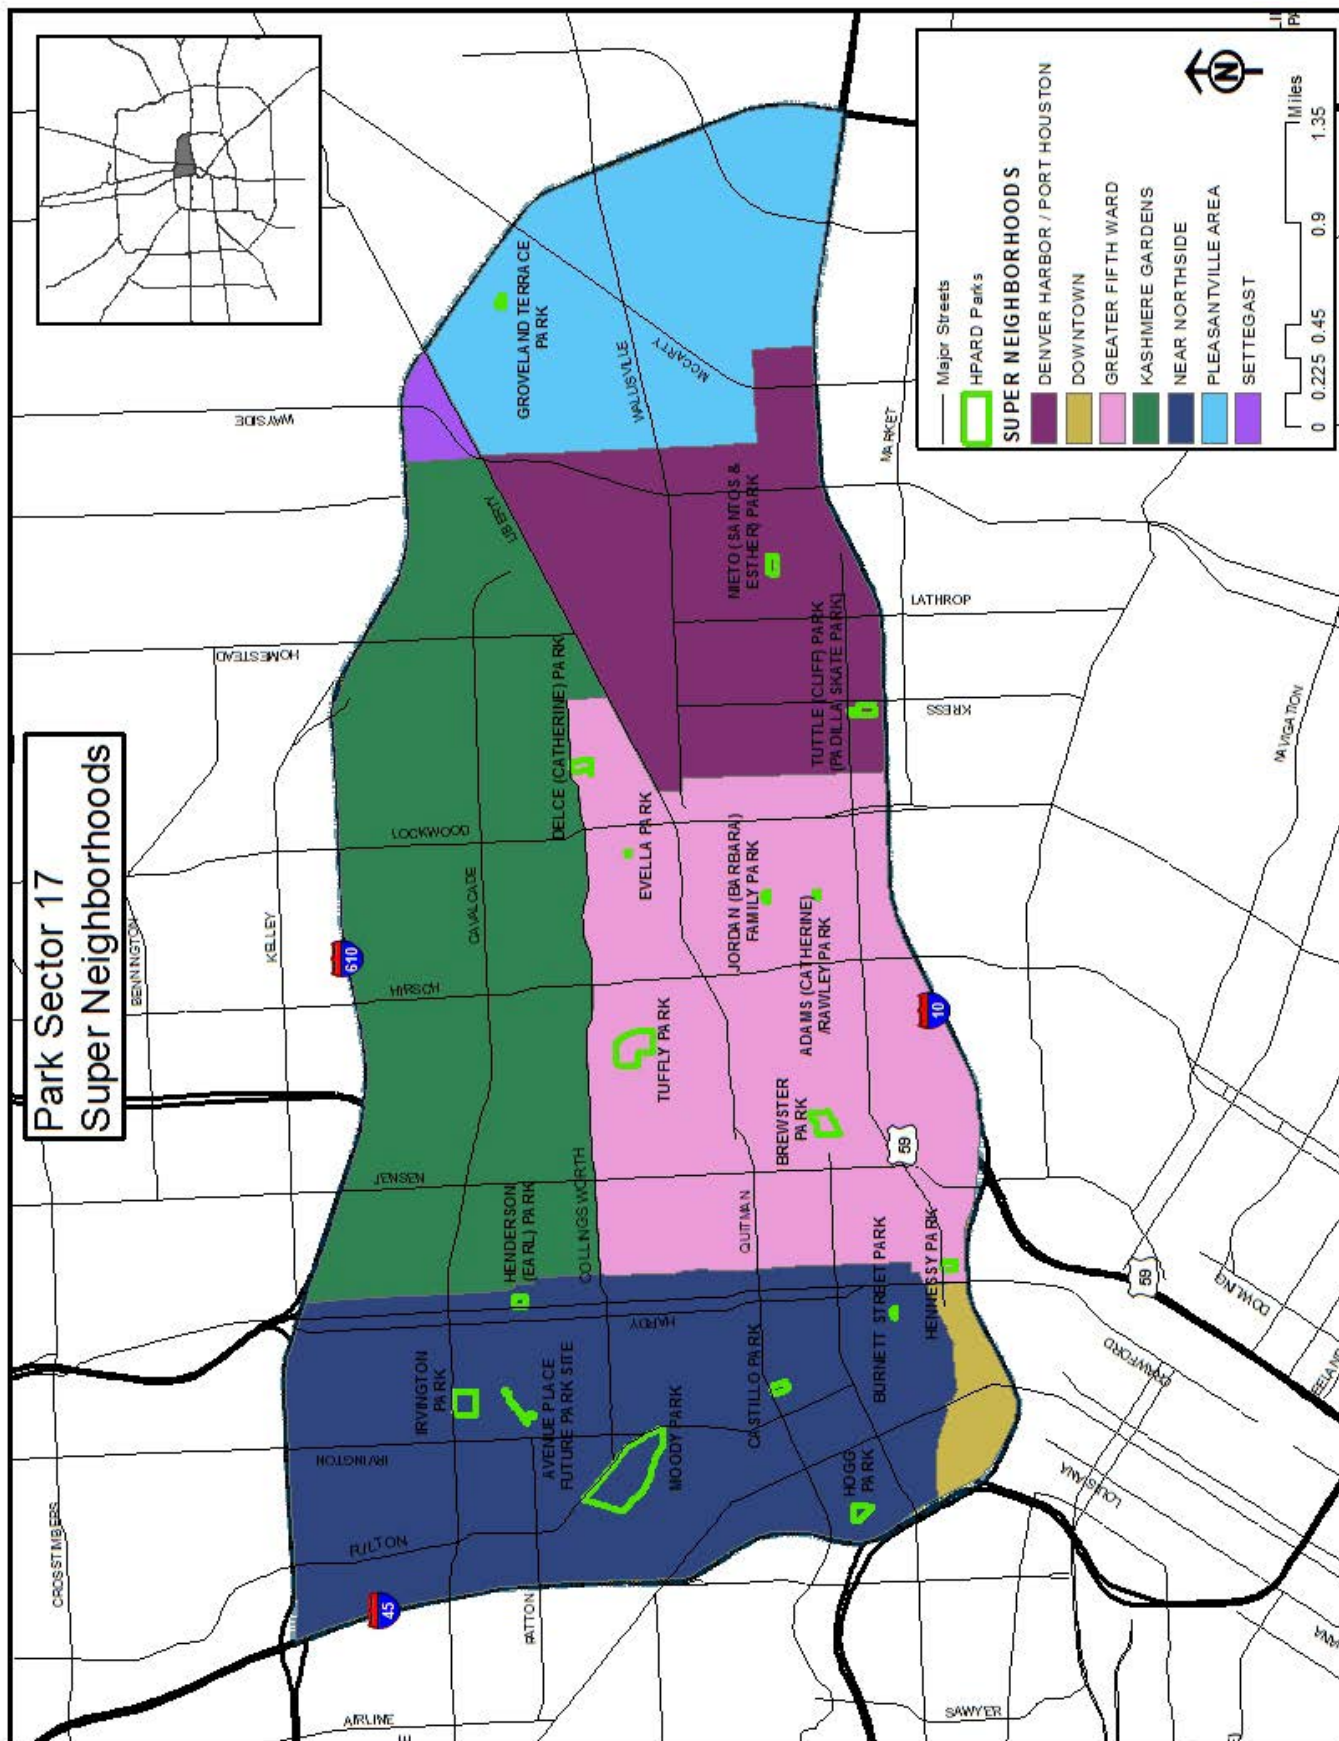 Park Sector 17
Super Neighborhoods
CROSSTIMBERS
BENNINGTON
KELLEY
HOMESTEAD
WAYSIDE
610
45
AIRLINE
FULTON
IRVINGTON
JENSEN
HIRSCH
LOCKWOOD
CAVALCADE
LIBERTY
PATTON
IRVINGTON
PARK
AVENUE PLACE
FUTURE PARK SITE
HENDERSON
(EARL) PARK
COLLINGSWORTH
HARDY
MOODY PARK
TUFFLY PARK
DELCE (CATHERINE) PARK
EVELLA PARK
GROVELAND TERRACE
PARK
MCCARTY
QUITMAN
CASTILLO PARK
BREWSTER
PARK
JORDAN (BARBARA)
FAMILY PARK
ADAMS (CATHERINE)
/RAWLEY PARK
NIETO (SANTOS &
ESTHER) PARK
TUTTLE (CLIFF) PARK
(PADILLA SKATE PARK)
HOGG
PARK
BURNETT STREET PARK
HENNESSY PARK
59
10
KRESS
LATHROP
MARKET
SAWYER
LOUISIANA
CRAWFORD
59
DOWLING
NAVIGATION
Major Streets
HPARD Parks
SUPER NEIGHBORHOODS
DENVER HARBOR / PORT HOUSTON
DOWNTOWN
GREATER FIFTH WARD
KASHMERE GARDENS
NEAR NORTHSIDE
PLEASANTVILLE AREA
SETTEGAST
N
Miles
0 0.225 0.45 0.9 1.35